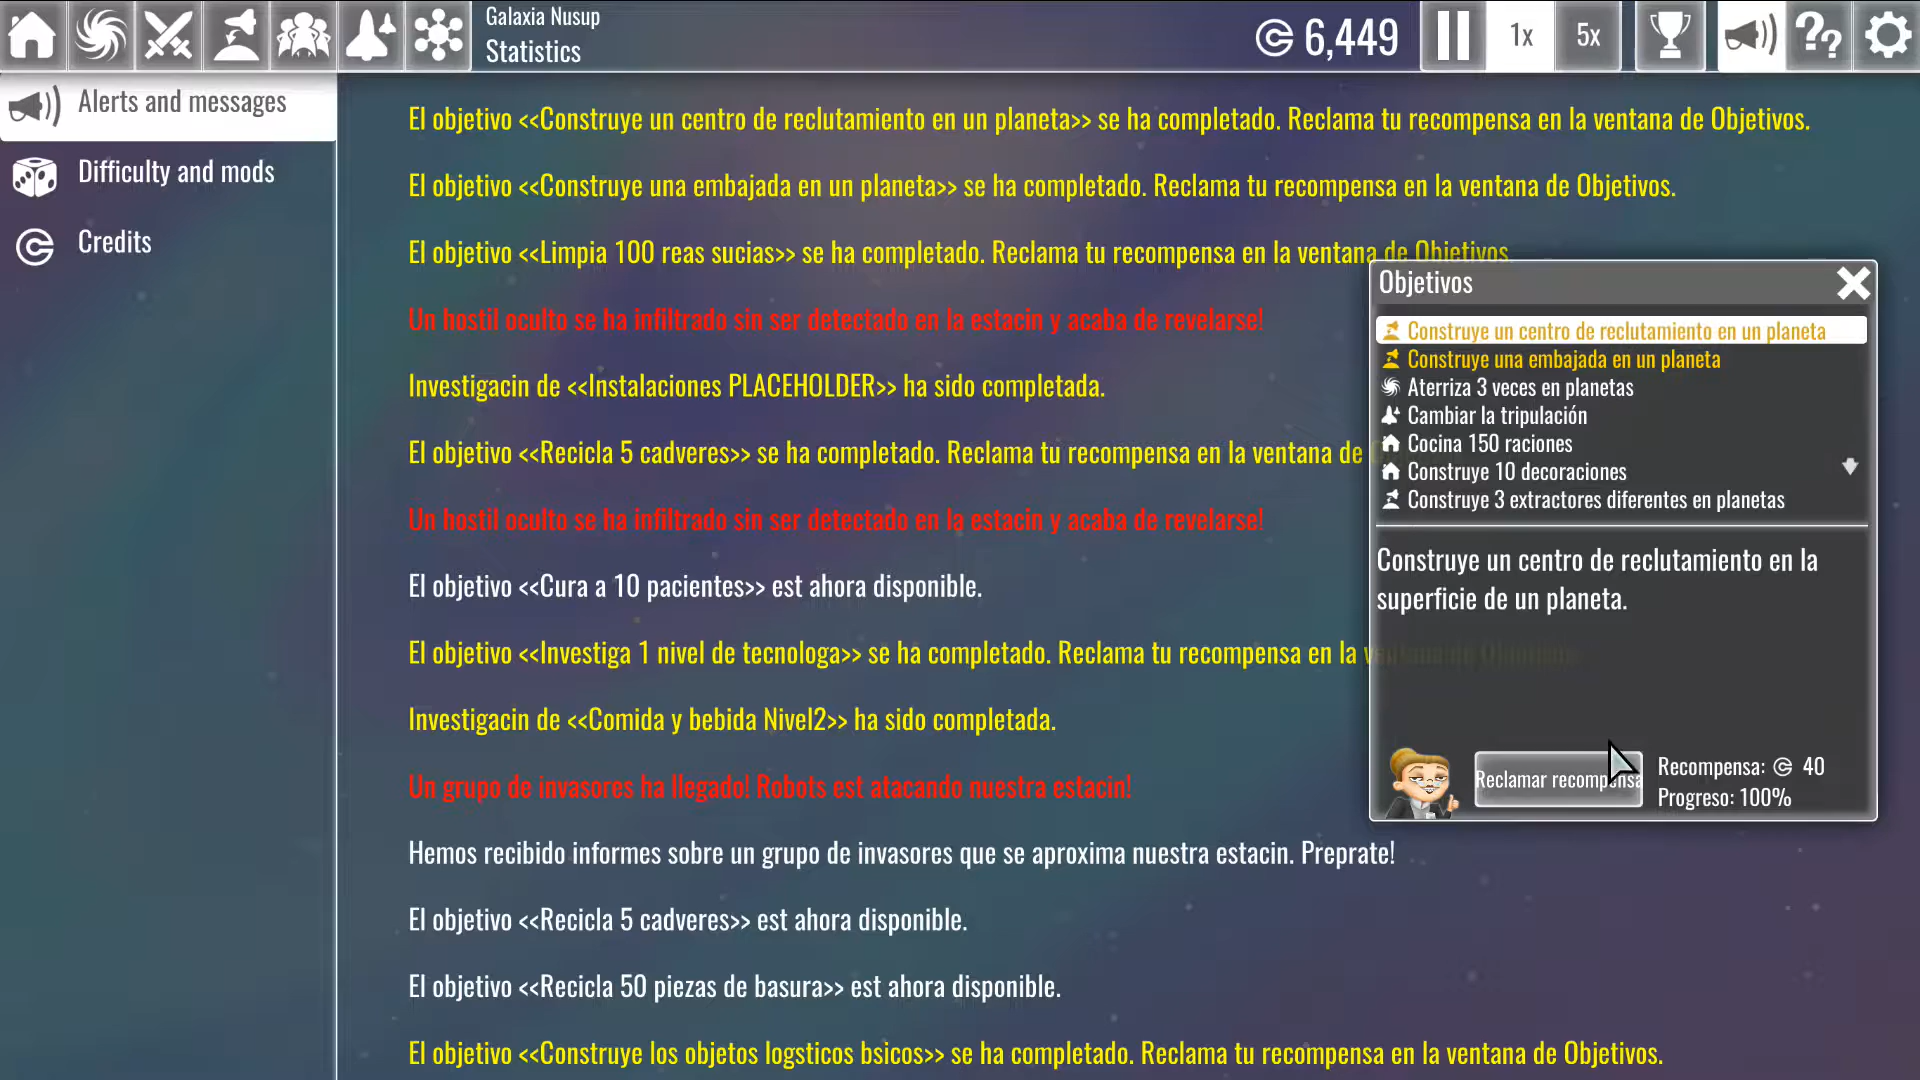 Galaxia Nusup
Statistics
6,449
1x
5x
Alerts and messages
Difficulty and mods
Credits
El objetivo <<Construye un centro de reclutamiento en un planeta>> se ha completado. Reclama tu recompensa en la ventana de Objetivos.
El objetivo <<Construye una embajada en un planeta>> se ha completado. Reclama tu recompensa en la ventana de Objetivos.
El objetivo <<Limpia 100 reas sucias>> se ha completado. Reclama tu recompensa en la ventana de Objetivos.
Un hostil oculto se ha infiltrado sin ser detectado en la estacin y acaba de revelarse!
Investigacin de <<Instalaciones PLACEHOLDER>> ha sido completada.
El objetivo <<Recicla 5 cadveres>> se ha completado. Reclama tu recompensa en la ventana de
Un hostil oculto se ha infiltrado sin ser detectado en la estacin y acaba de revelarse!
El objetivo <<Cura a 10 pacientes>> est ahora disponible.
El objetivo <<Investiga 1 nivel de tecnologa>> se ha completado. Reclama tu recompensa en la ventana de Objetivos.
Investigacin de <<Comida y bebida Nivel2>> ha sido completada.
Un grupo de invasores ha llegado! Robots est atacando nuestra estacin!
Hemos recibido informes sobre un grupo de invasores que se aproxima nuestra estacin. Preprate!
El objetivo <<Recicla 5 cadveres>> est ahora disponible.
El objetivo <<Recicla 50 piezas de basura>> est ahora disponible.
El objetivo <<Construye los objetos logsticos bsicos>> se ha completado. Reclama tu recompensa en la ventana de Objetivos.
Objetivos
Construye un centro de reclutamiento en un planeta
Construye una embajada en un planeta
Aterriza 3 veces en planetas
Cambiar la tripulación
Cocina 150 raciones
Construye 10 decoraciones
Construye 3 extractores diferentes en planetas
Construye un centro de reclutamiento en la
superficie de un planeta.
Reclamar recompensa
Recompensa: 40
Progreso: 100%